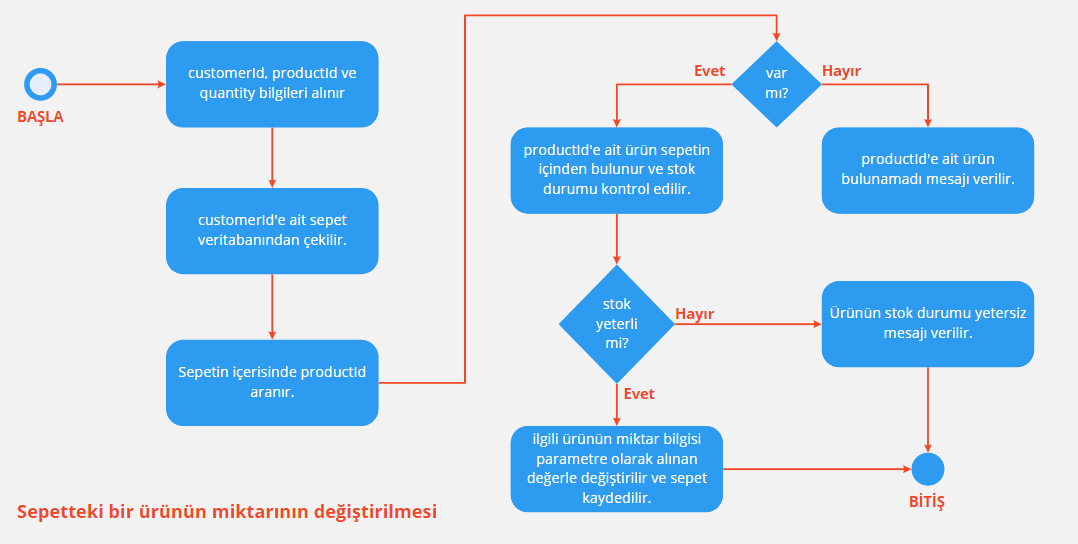 BAŞLA
customerId, productId ve
quantity bilgileri alınır
customerId'e ait sepet
veritabanından çekilir.
Sepetin içerisinde productId
aranır.
var
mı?
Evet
Hayır
productId'e ait ürün sepetin
içinden bulunur ve stok
durumu kontrol edilir.
productId'e ait ürün
bulunamadı mesajı verilir.
stok
yeterli
mi?
Hayır
Ürünün stok durumu yetersiz
mesajı verilir.
Evet
ilgili ürünün miktar bilgisi
parametre olarak alınan
değerle değiştirilir ve sepet
kaydedilir.
BİTİŞ
Sepetteki bir ürünün miktarının değiştirilmesi